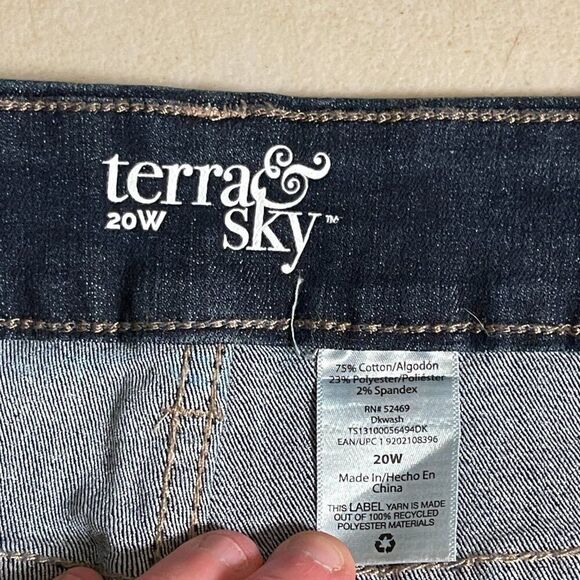 terra &
20W
sky™
75% Cotton/Algodón
23% Polyester/Poliéster
2% Spandex
RN# 52469
Dkwash
TS13100056494DK
EAN/UPC 1 9202108396
20W
Made In/Hecho En
China
THIS LABEL YARN IS MADE
OUT OF 100% RECYCLED
POLYESTER MATERIALS